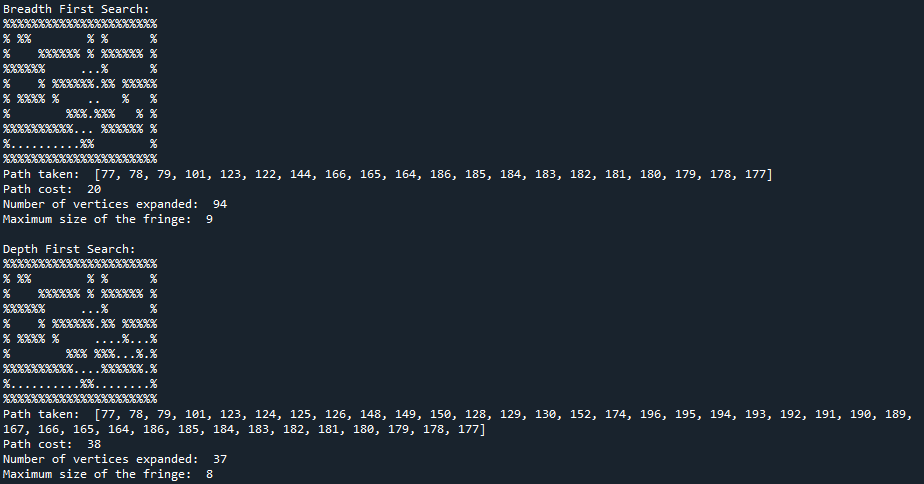 Breadth First Search:
%%%%%%%%%%%%%%%%%%%%%%
% %%        % %      %
%    %%%%%% % %%%%%% %
%%%%%%     ...%      %
%    % %%%%%%.%% %%%%%
% %%%% %    ..   %   %
%        %%%.%%%   % %
%%%%%%%%%%... %%%%%% %
%..........%%        %
%%%%%%%%%%%%%%%%%%%%%%
Path taken:  [77, 78, 79, 101, 123, 122, 144, 166, 165, 164, 186, 185, 184, 183, 182, 181, 180, 179, 178, 177]
Path cost:  20
Number of vertices expanded:  94
Maximum size of the fringe:  9

Depth First Search:
%%%%%%%%%%%%%%%%%%%%%%
% %%        % %      %
%    %%%%%% % %%%%%% %
%%%%%%     ...%      %
%    % %%%%%%.%% %%%%%
% %%%% %     ....%...%
%        %%% %%%...%.%
%%%%%%%%%%....%%%%%%.%
%..........%%........%
%%%%%%%%%%%%%%%%%%%%%%
Path taken:  [77, 78, 79, 101, 123, 124, 125, 126, 148, 149, 150, 128, 129, 130, 152, 174, 196, 195, 194, 193, 192, 191, 190, 189,
167, 166, 165, 164, 186, 185, 184, 183, 182, 181, 180, 179, 178, 177]
Path cost:  38
Number of vertices expanded:  37
Maximum size of the fringe:  8